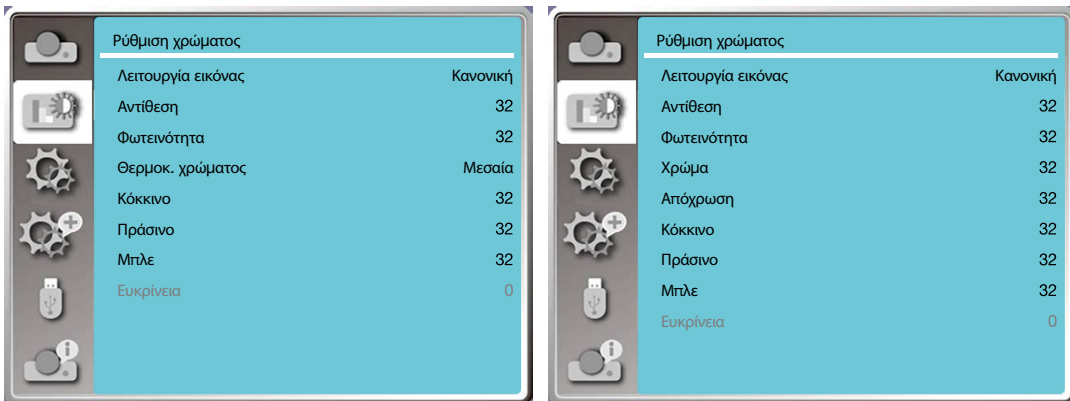 Ρύθμιση χρώματος
Λειτουργία εικόνας Κανονική
Αντίθεση 32
Φωτεινότητα 32
Θερμοκ. χρώματος Μεσαία
Κόκκινο 32
Πράσινο 32
Μπλε 32
Ευκρίνεια 0
Ρύθμιση χρώματος
Λειτουργία εικόνας Κανονική
Αντίθεση 32
Φωτεινότητα 32
Χρώμα 32
Απόχρωση 32
Κόκκινο 32
Πράσινο 32
Μπλε 32
Ευκρίνεια 0